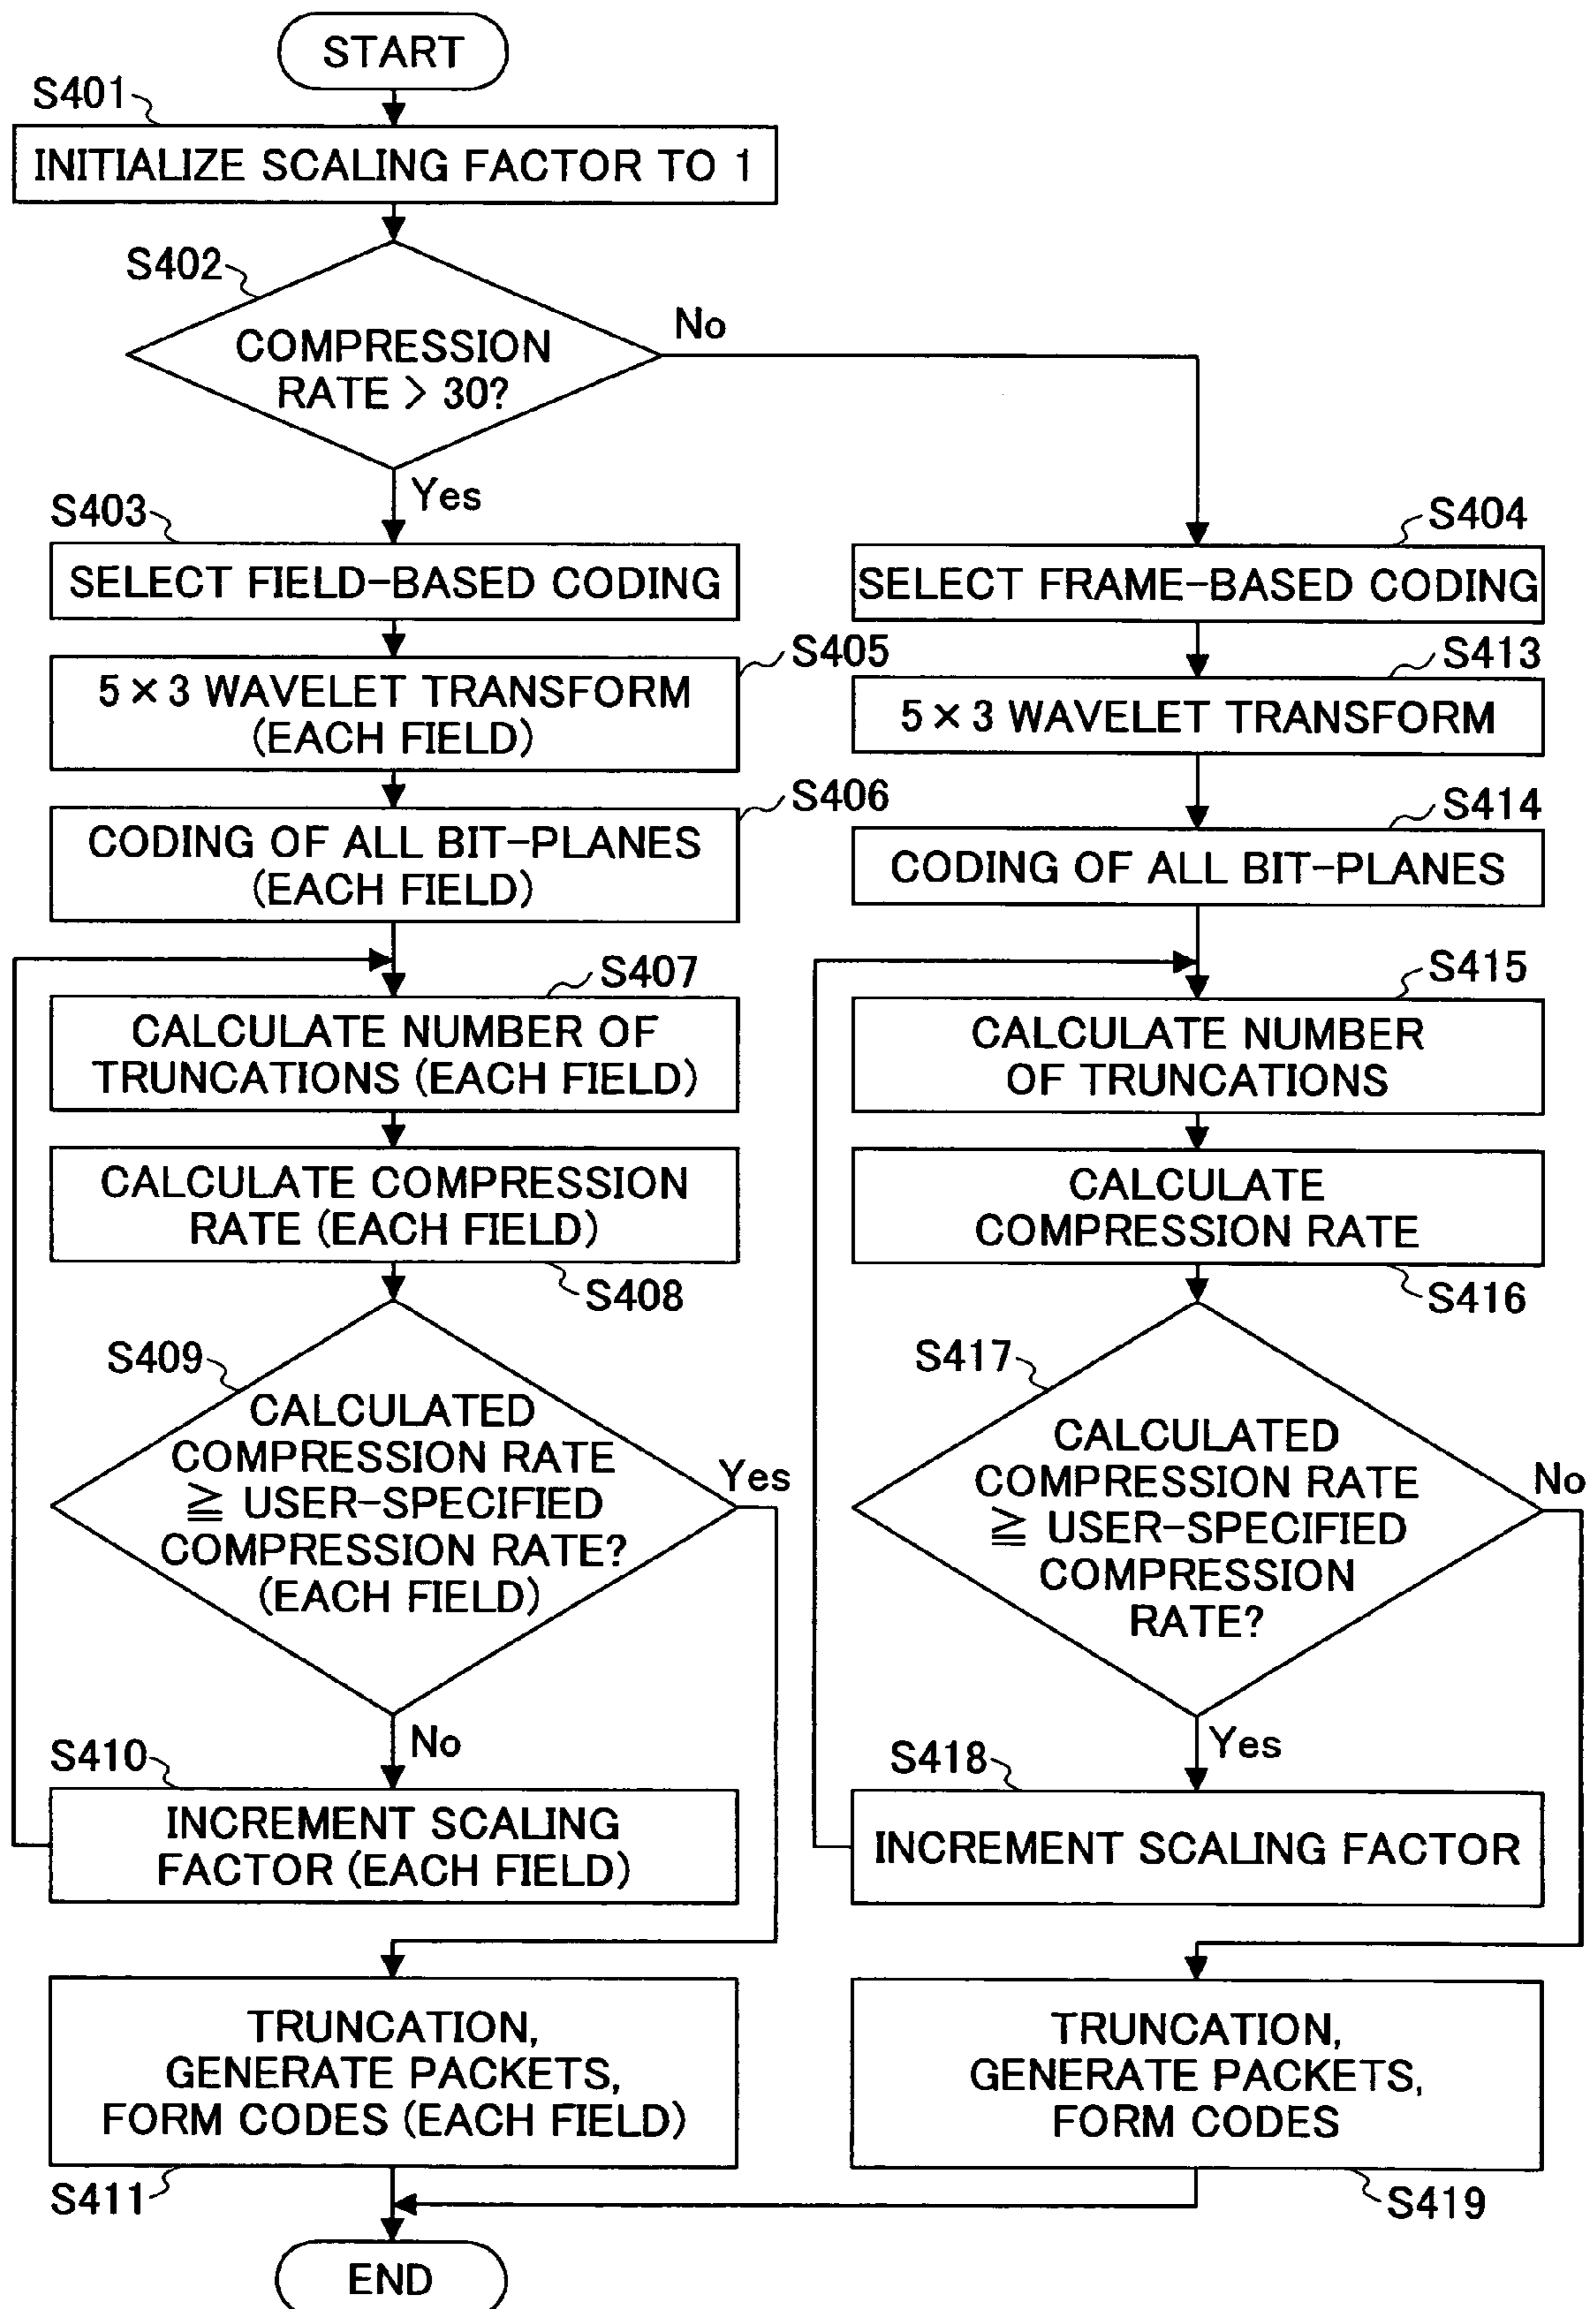 START
S401
INITIALIZE SCALING FACTOR TO 1
S402
COMPRESSION
RATE > 30?
No
Yes
S403
SELECT FIELD-BASED CODING
S405
5 × 3 WAVELET TRANSFORM
(EACH FIELD)
S406
CODING OF ALL BIT-PLANES
(EACH FIELD)
S407
CALCULATE NUMBER OF
TRUNCATIONS (EACH FIELD)
CALCULATE COMPRESSION
RATE (EACH FIELD)
S408
S409
CALCULATED
COMPRESSION RATE
≧ USER-SPECIFIED
COMPRESSION RATE?
(EACH FIELD)
Yes
No
S410
INCREMENT SCALING
FACTOR (EACH FIELD)
TRUNCATION,
GENERATE PACKETS,
FORM CODES (EACH FIELD)
S411
S404
SELECT FRAME-BASED CODING
S413
5 × 3 WAVELET TRANSFORM
S414
CODING OF ALL BIT-PLANES
S415
CALCULATE NUMBER
OF TRUNCATIONS
CALCULATE
COMPRESSION RATE
S416
S417
CALCULATED
COMPRESSION RATE
≧ USER-SPECIFIED
COMPRESSION
RATE?
No
Yes
S418
INCREMENT SCALING FACTOR
TRUNCATION,
GENERATE PACKETS,
FORM CODES
S419
END